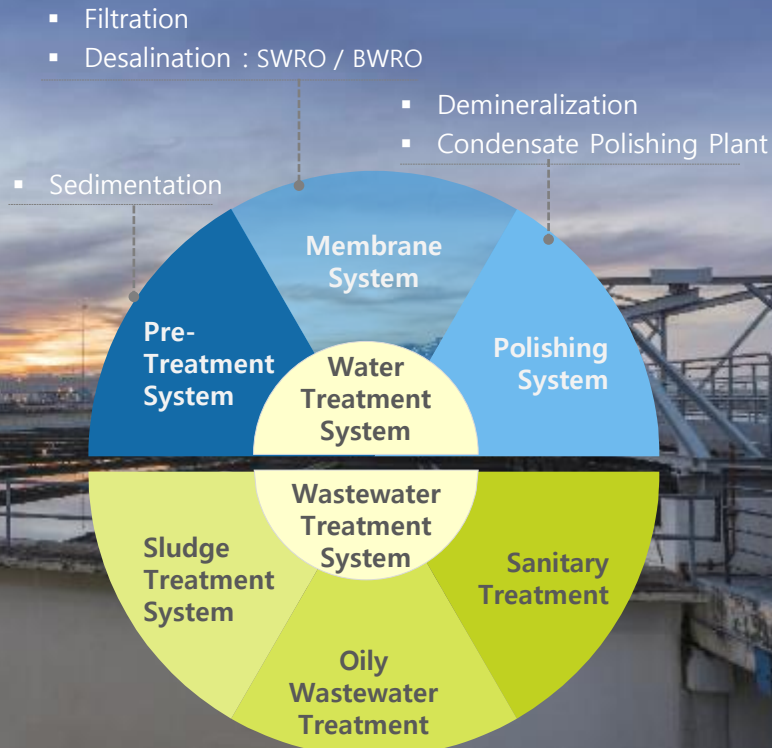 ▪ Filtration
▪ Desalination : SWRO / BWRO
▪ Demineralization
▪ Condensate Polishing Plant
▪ Sedimentation
Membrane
System
Pre-
Treatment
System
Polishing
System
Water
Treatment
System
Wastewater
Treatment
System
Sludge
Treatment
System
Sanitary
Treatment
Oily
Wastewater
Treatment